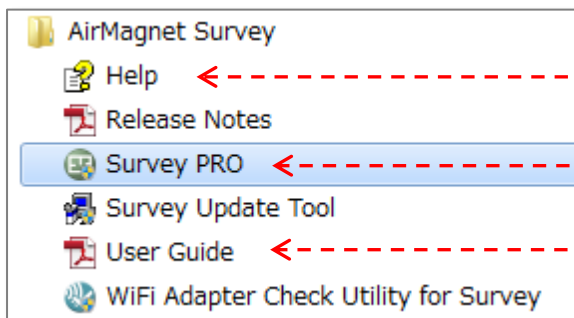 AirMagnet Survey
Help
Release Notes
Survey PRO
Survey Update Tool
User Guide
WiFi Adapter Check Utility for Survey